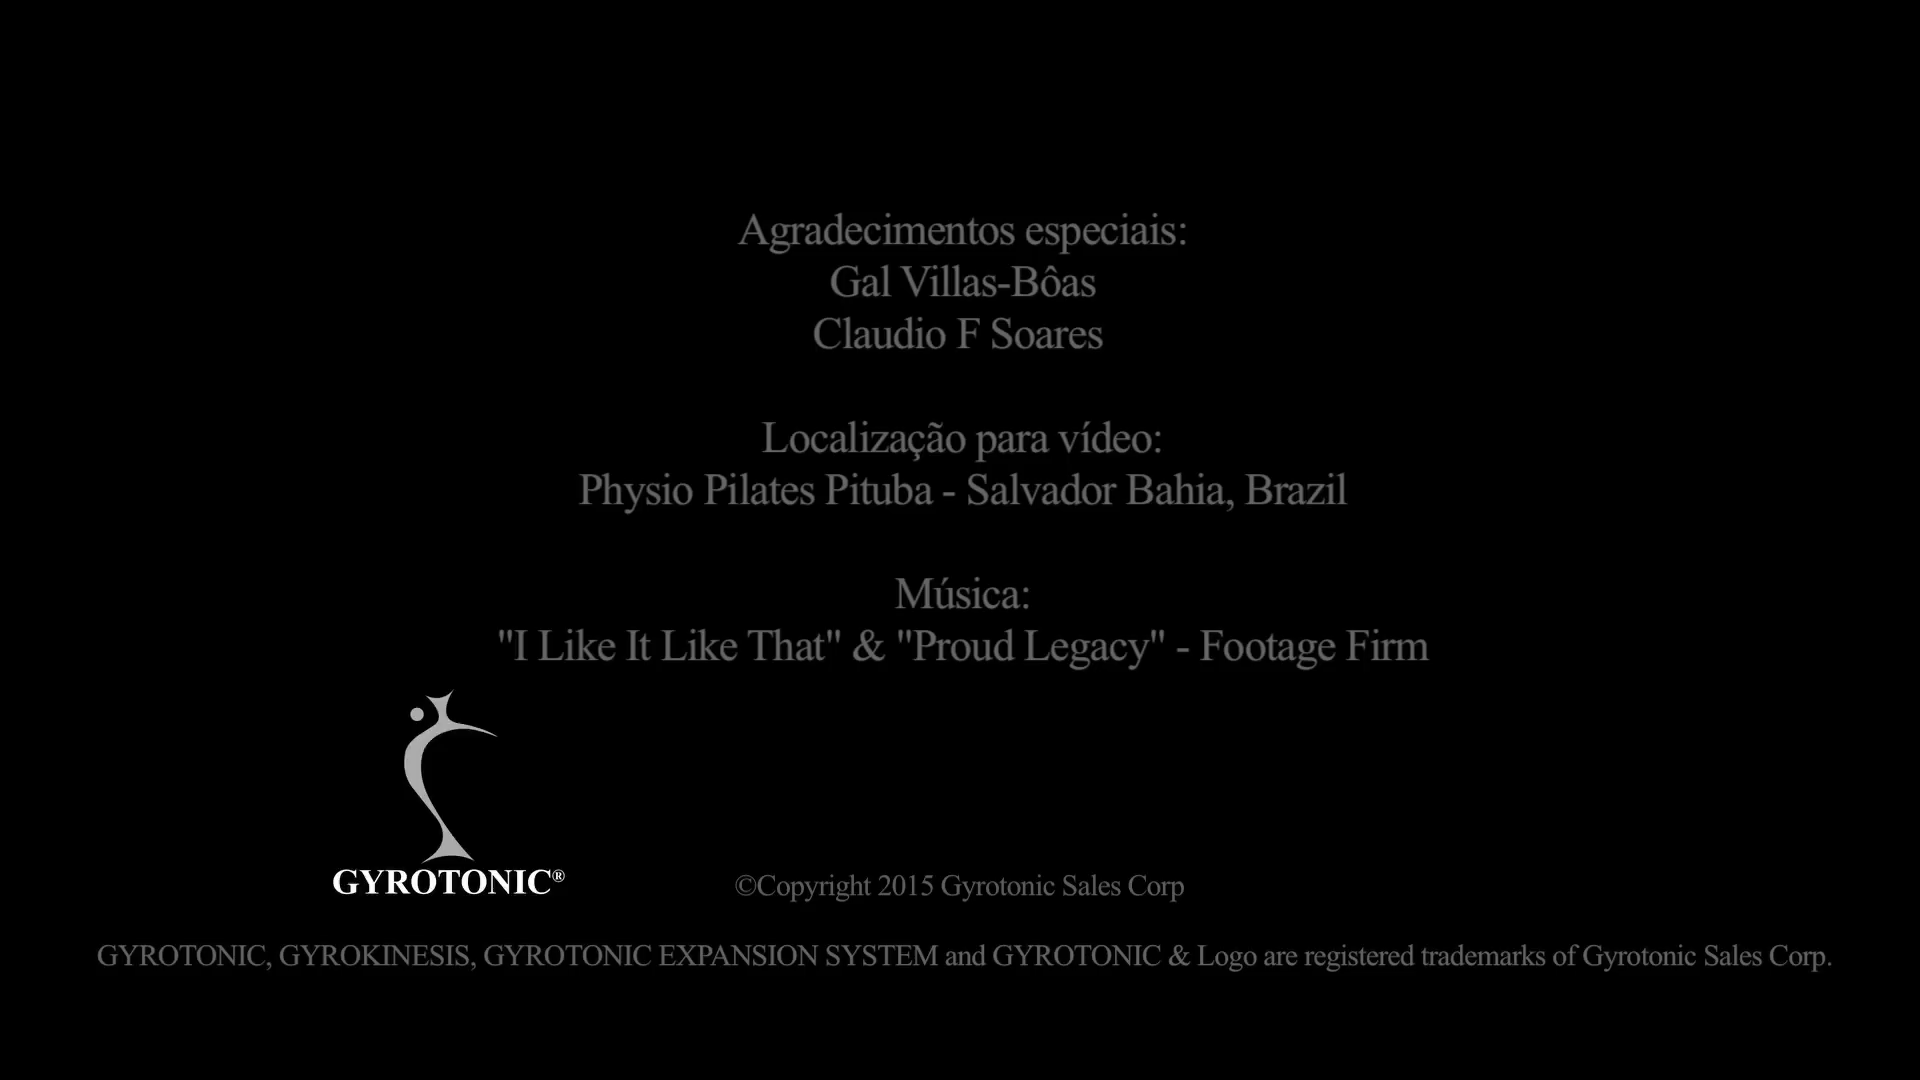 Agradecimentos especiais:
Gal Villas-Bôas
Claudio F Soares
Localização para vídeo:
Physio Pilates Pituba - Salvador Bahia, Brazil
Música:
"I Like It Like That" & "Proud Legacy" - Footage Firm
GYROTONIC®
©Copyright 2015 Gyrotonic Sales Corp
GYROTONIC, GYROKINESIS, GYROTONIC EXPANSION SYSTEM and GYROTONIC & Logo are registered trademarks of Gyrotonic Sales Corp.